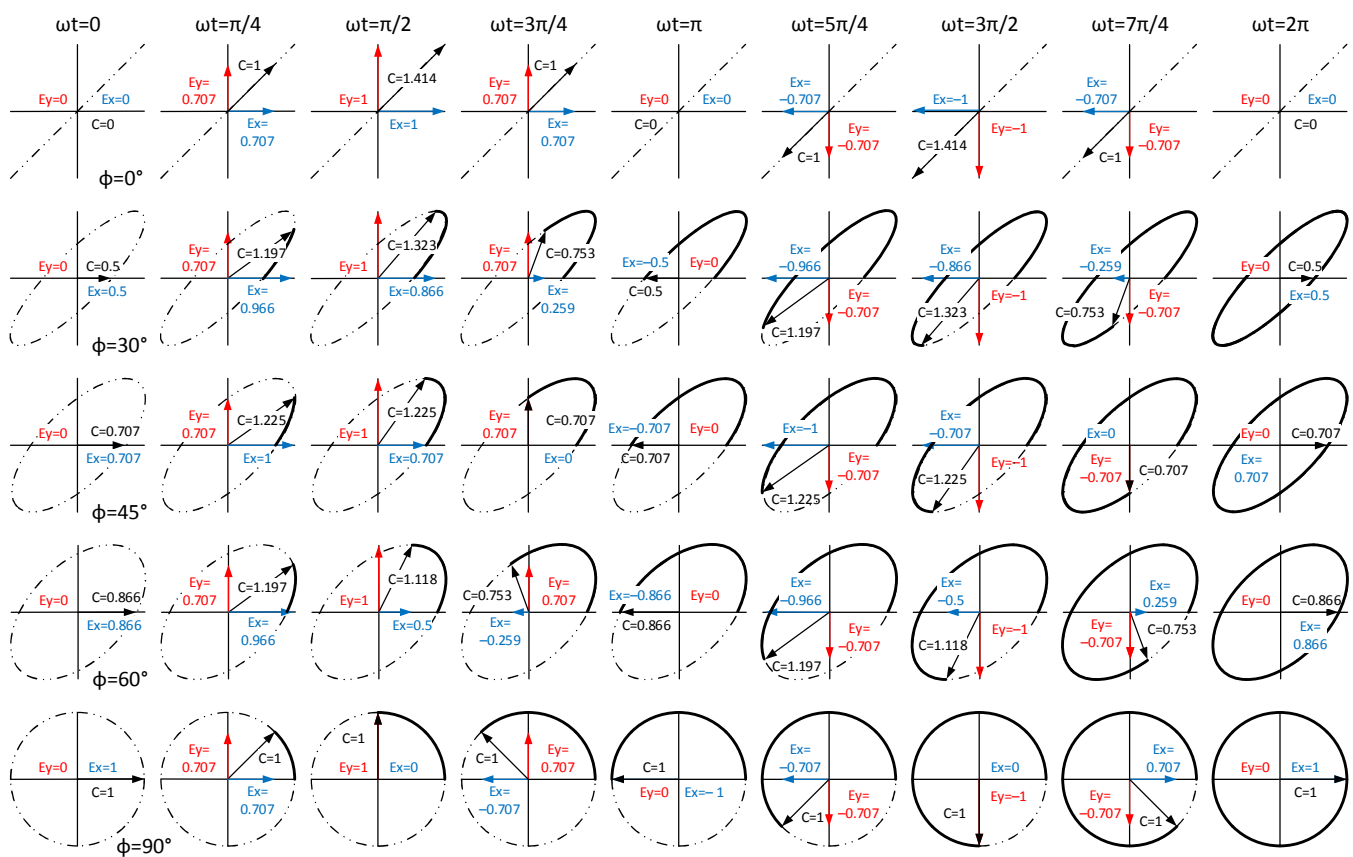 ωt=0 ωt=π/4 ωt=π/2 ωt=3π/4 ωt=π ωt=5π/4 ωt=3π/2 ωt=7π/4 ωt=2π
Ey=0 Ex=0
C=0
Ey=
0.707
C=1
Ex=
0.707
C=1.414
Ey=1
Ex=1
Ey=
0.707
C=1
Ex=
0.707
Ey=0 Ex=0
C=0
Ex=
−0.707
Ey=
−0.707
C=1
Ex=−1
Ey=−1
C=1.414
Ex=
−0.707
Ey=
−0.707
C=1
Ey=0 Ex=0
C=0
ϕ=0°
Ey=0
C=0.5
Ex=0.5
Ey=
0.707
C=1.197
Ex=
0.966
C=1.323
Ey=1
Ex=0.866
Ey=
0.707
C=0.753
Ex=
0.259
Ex=−0.5 Ey=0
C=0.5
Ex=
−0.966
Ey=
−0.707
C=1.197
Ex=
−0.866
Ey=−1
C=1.323
Ex=
−0.259
Ey=
−0.707
C=0.753
Ey=0 C=0.5
Ex=0.5
ϕ=30°
Ey=0 C=0.707
Ex=0.707
Ey=
0.707
C=1.225
Ex=1
C=1.225
Ey=1
Ex=0.707
Ey=
0.707
C=0.707
Ex=0
Ex=−0.707 Ey=0
C=0.707
Ex=−1
Ey=
−0.707
C=1.225
Ex=
−0.707
Ey=−1
C=1.225
Ex=0
Ey=
−0.707
C=0.707
Ey=0 C=0.707
Ex=
0.707
ϕ=45°
Ey=0 C=0.866
Ex=0.866
Ey=
0.707
C=1.197
Ex=
0.966
C=1.118
Ey=1
Ex=0.5
C=0.753
Ey=
0.707
Ex=
−0.259
Ex=−0.866 Ey=0
C=0.866
Ex=
−0.966
Ey=
−0.707
C=1.197
Ex=
−0.5
Ey=−1
C=1.118
Ex=
0.259
Ey=
−0.707
C=0.753
Ey=0 C=0.866
Ex=
0.866
ϕ=60°
Ey=0 Ex=1
C=1
Ey=
0.707
C=1
Ex=
0.707
C=1
Ey=1 Ex=0
C=1
Ey=
0.707
Ex=
−0.707
C=1
Ey=0 Ex=− 1
Ex=
−0.707
Ey=
−0.707
C=1
Ex=0
C=1
Ey=−1
Ex=
0.707
Ey=
−0.707
C=1
Ey=0 Ex=1
C=1
ϕ=90°